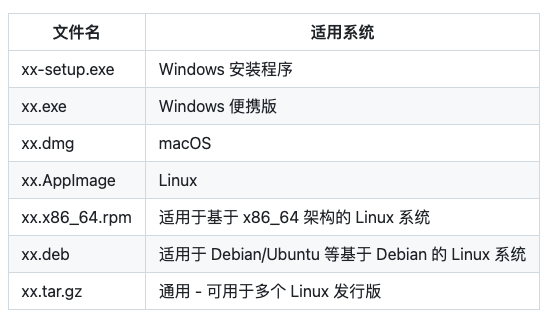 文件名 适用系统
xx-setup.exe Windows 安装程序
xx.exe Windows 便携版
xx.dmg macOS
xx.AppImage Linux
xx.x86_64.rpm 适用于基于 x86_64 架构的 Linux 系统
xx.deb 适用于 Debian/Ubuntu 等基于 Debian 的 Linux 系统
xx.tar.gz 通用 - 可用于多个 Linux 发行版